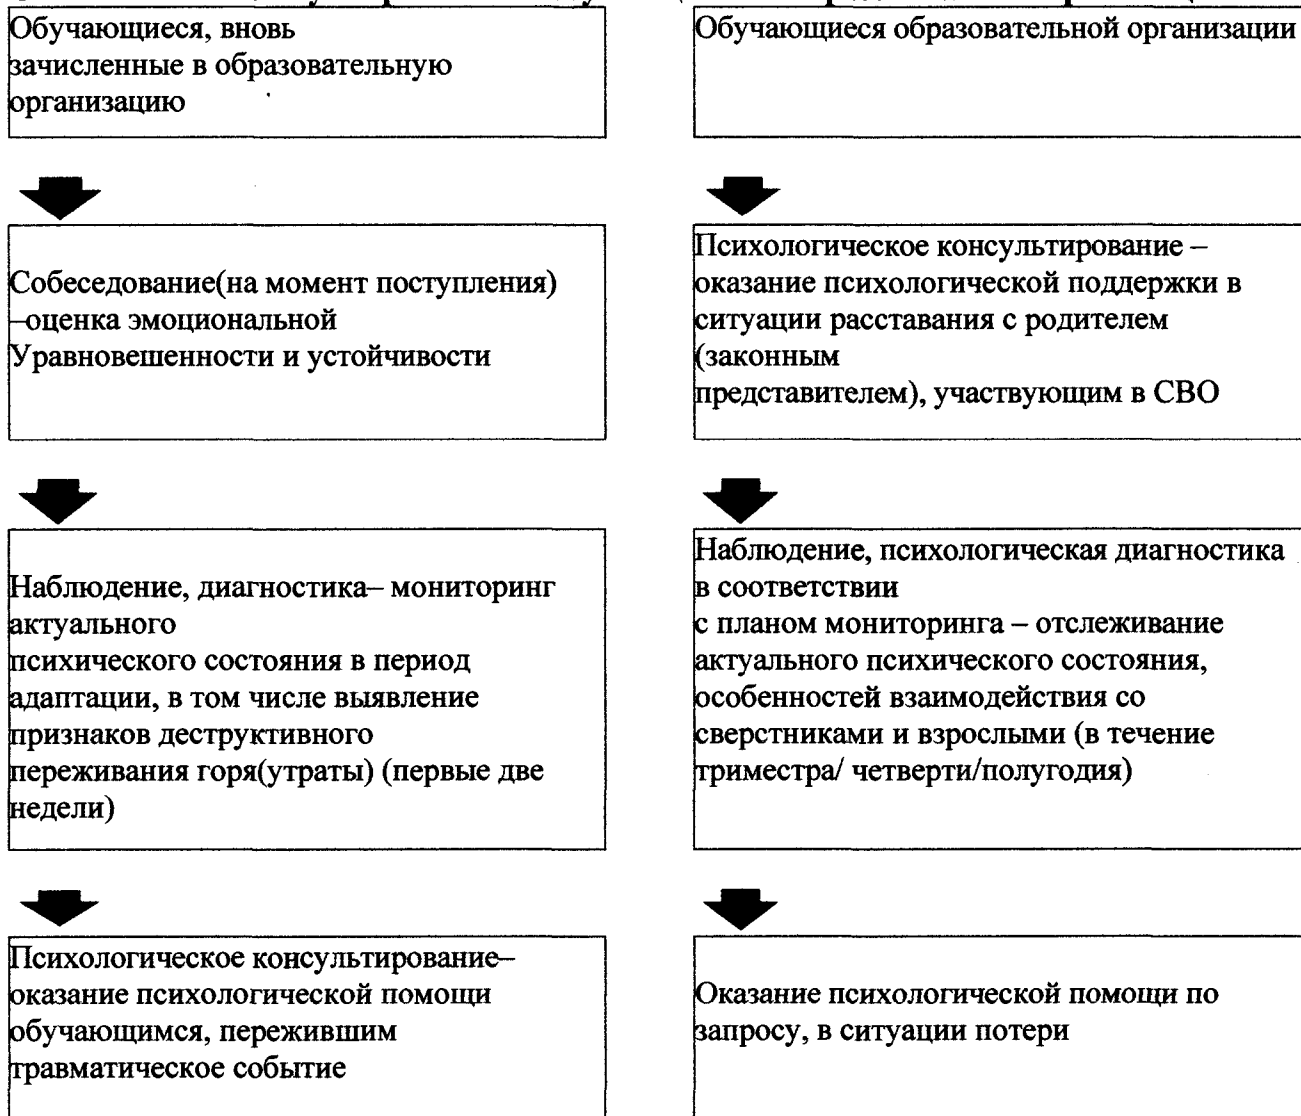 Обучающиеся, вновь
зачисленные в образовательную
организацию
Обучающиеся образовательной организации
Собеседование(на момент поступления)
–оценка эмоциональной
Уравновешенности и устойчивости
Психологическое консультирование –
оказание психологической поддержки в
ситуации расставания с родителем
(законным
представителем), участвующим в СВО
Наблюдение, диагностика– мониторинг
актуального
психического состояния в период
адаптации, в том числе выявление
признаков деструктивного
переживания горя(утраты) (первые две
недели)
Наблюдение, психологическая диагностика
в соответствии
с планом мониторинга – отслеживание
актуального психического состояния,
особенностей взаимодействия со
сверстниками и взрослыми (в течение
триместра/ четверти/полугодия)
Психологическое консультирование–
оказание психологической помощи
обучающимся, пережившим
травматическое событие
Оказание психологической помощи по
запросу, в ситуации потери